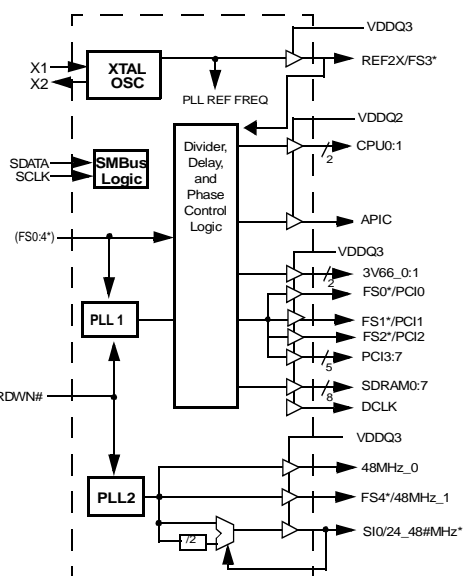 VDDQ3
X1
X2
XTAL
OSC
REF2X/FS3*
PLL REF FREQ
VDDQ2
Divider,
Delay,
and
Phase
Control
Logic
CPU0:1
2
SDATA
SCLK
SMBus
Logic
APIC
(FS0:4*)
VDDQ3
3V66_0:1
2
FS0*/PCI0
PLL 1
FS1*/PCI1
FS2*/PCI2
PCI3:7
5
RDWN#
SDRAM0:7
8
DCLK
VDDQ3
48MHz_0
PLL2
FS4*/48MHz_1
SI0/24_48#MHz*
/2